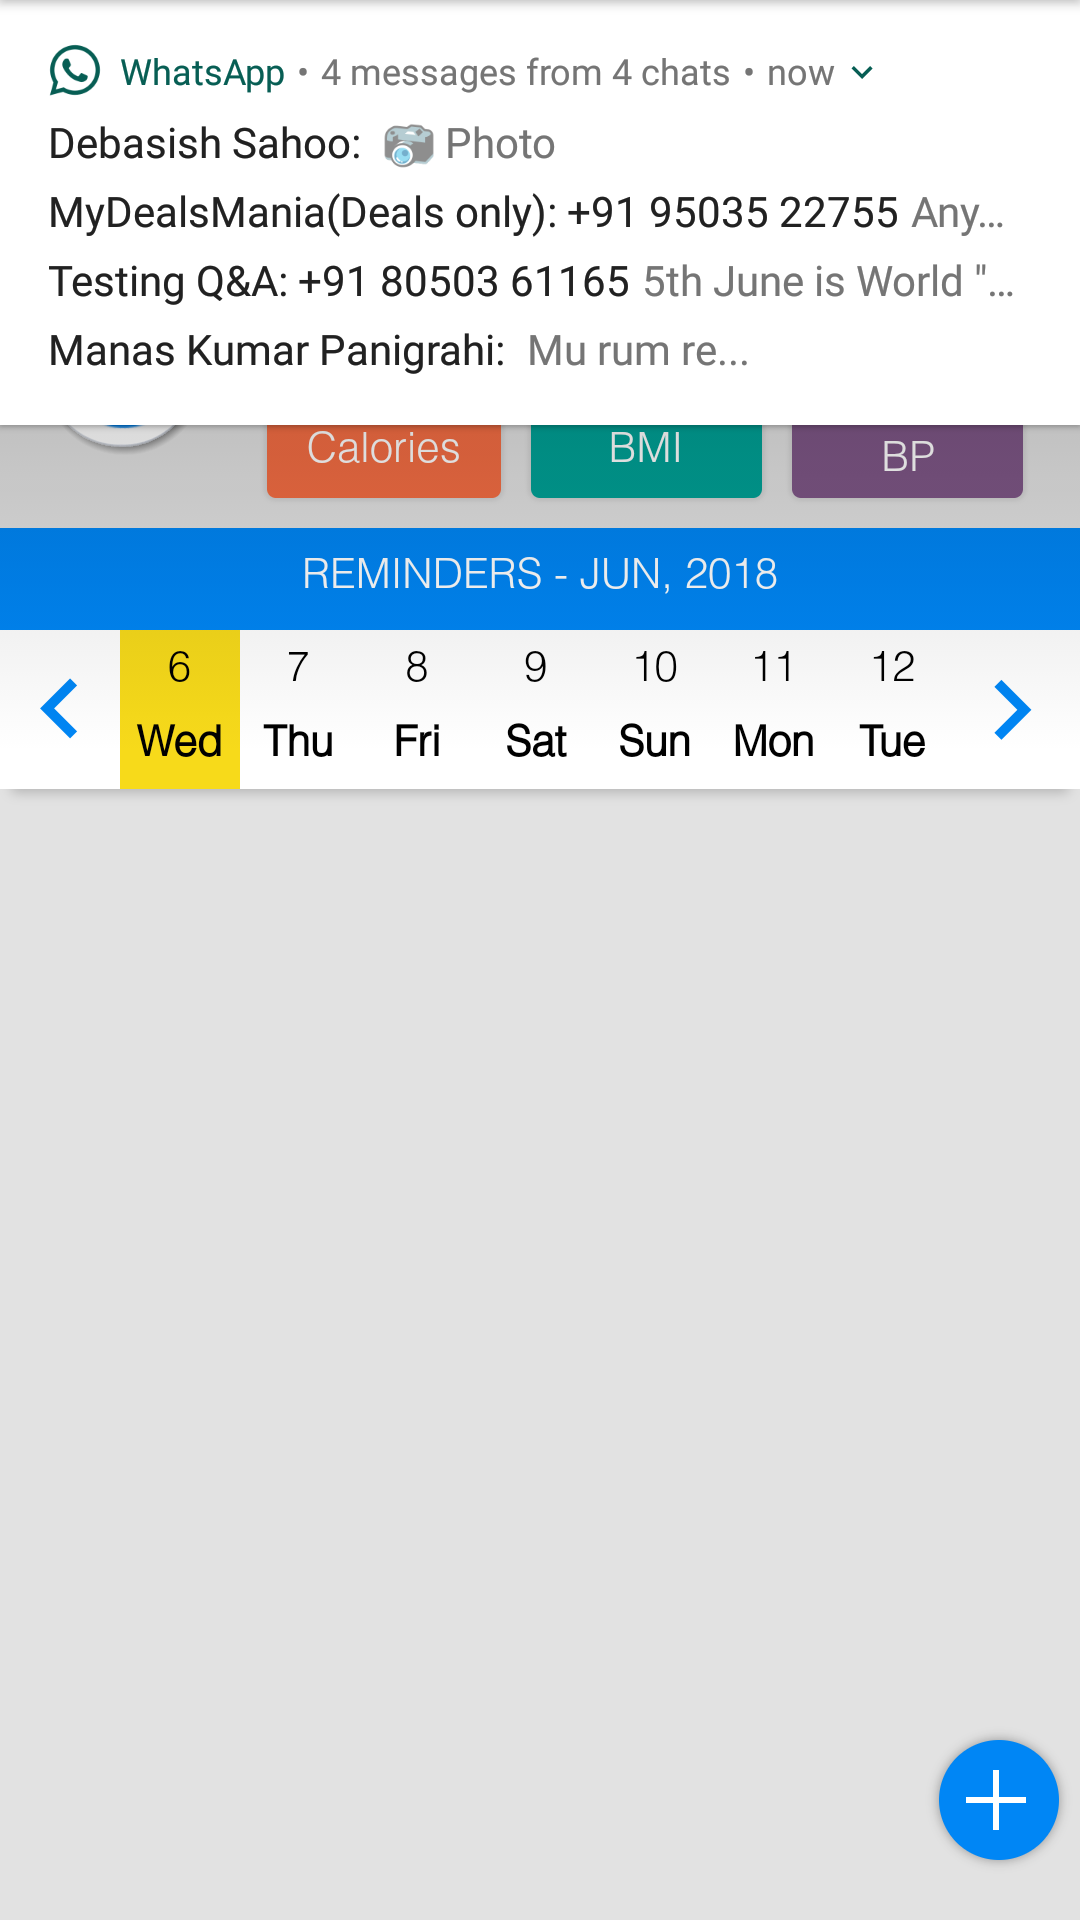 WhatsApp • 4 messages from 4 chats • now
Debasish Sahoo: 📷 Photo
MyDealsMania(Deals only): +91 95035 22755 Any...
Testing Q&A: +91 80503 61165 5th June is World "...
Manas Kumar Panigrahi: Mu rum re...
Calories BMI BP
REMINDERS - JUN, 2018
6 7 8 9 10 11 12
Wed Thu Fri Sat Sun Mon Tue